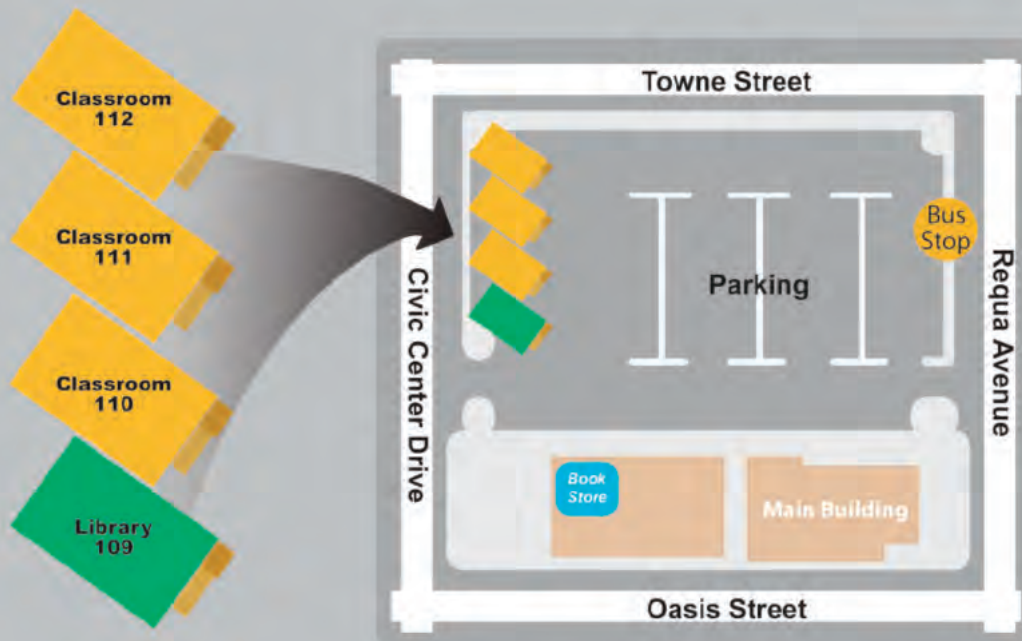 Classroom
112
Classroom
111
Classroom
110
Library
109
Towne Street
Civic Center Drive
Parking
Bus
Stop
Requa Avenue
Book
Store
Main Building
Oasis Street